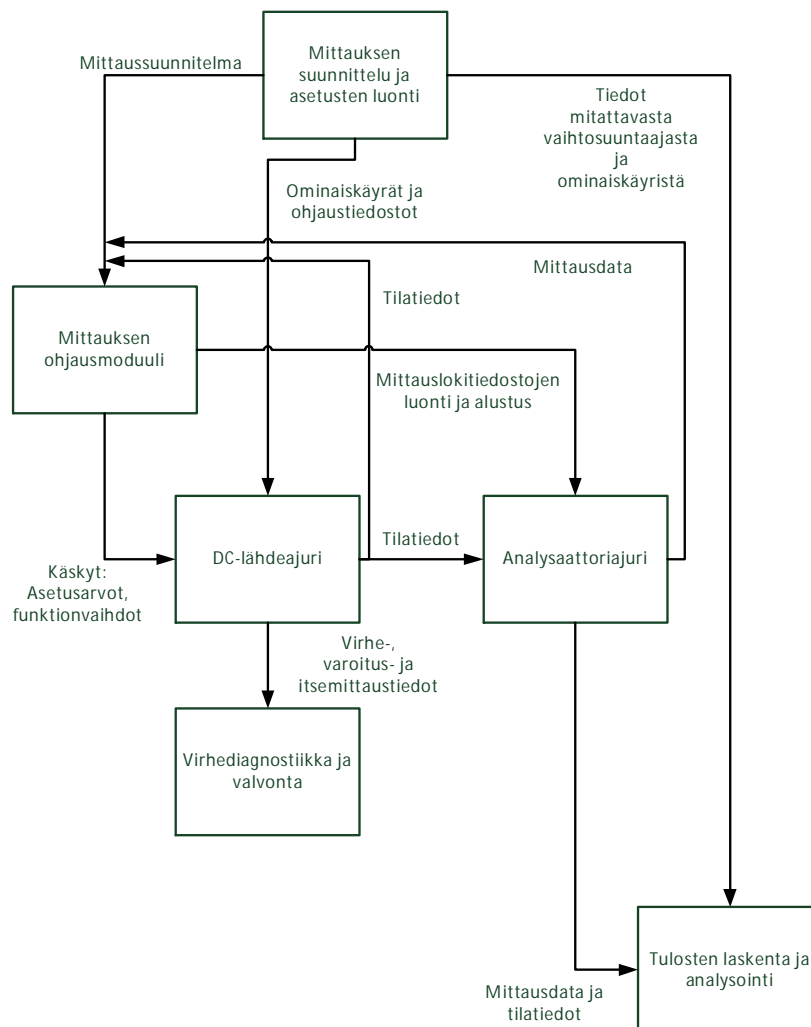 Mittauksen
suunnittelu ja
asetusten luonti
Mittaussuunnitelma
Tiedot
mitattavasta
vaihtosuuntaajasta
ja
ominaiskäyristä
Ominaiskäyrät ja
ohjaustiedostot
Mittausdata
Tilatiedot
Mittauksen
ohjausmoduuli
Mittauslokitiedostojen
luonti ja alustus
DC-lähdeajuri
Tilatiedot
Analysaattoriajuri
Käskyt:
Asetusarvot,
funktionvaihdot
Virhe-,
varoitus- ja
itsemittaustiedot
Virhediagnostiikka ja
valvonta
Tulosten laskenta ja
analysointi
Mittausdata ja
tilatiedot